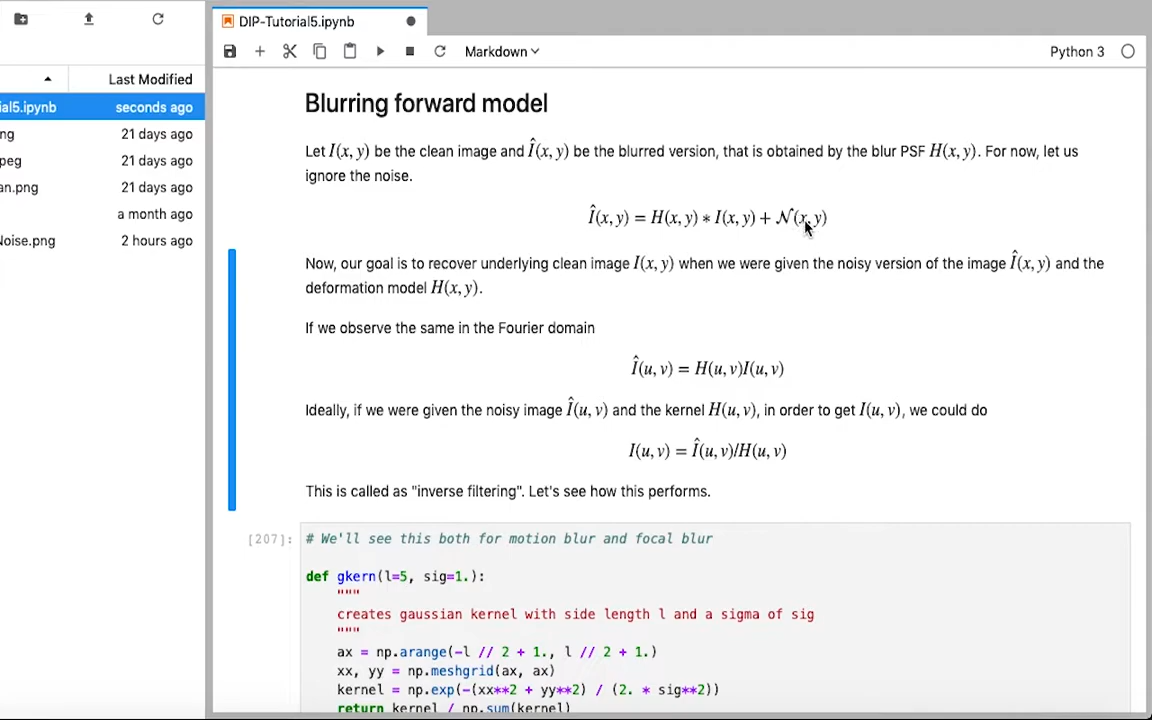 DIP-Tutorial5.ipynb
Markdown
Python 3
Last Modified
ial5.ipynb seconds ago
ng 21 days ago
peg 21 days ago
an.png 21 days ago
a month ago
Noise.png 2 hours ago
Blurring forward model
Let I(x, y) be the clean image and Î(x, y) be the blurred version, that is obtained by the blur PSF H(x, y). For now, let us
ignore the noise.
Î(x, y) = H(x, y) * I(x, y) + 𝒩(x, y)
Now, our goal is to recover underlying clean image I(x, y) when we were given the noisy version of the image Î(x, y) and the
deformation model H(x, y).
If we observe the same in the Fourier domain
Î(u, v) = H(u, v)I(u, v)
Ideally, if we were given the noisy image Î(u, v) and the kernel H(u, v), in order to get I(u, v), we could do
I(u, v) = Î(u, v)/H(u, v)
This is called as "inverse filtering". Let's see how this performs.
[207]: # We'll see this both for motion blur and focal blur
def gkern(l=5, sig=1.):
"""
creates gaussian kernel with side length l and a sigma of sig
"""
ax = np.arange(-l // 2 + 1., l // 2 + 1.)
xx, yy = np.meshgrid(ax, ax)
kernel = np.exp(-(xx**2 + yy**2) / (2. * sig**2))
return kernel / np.sum(kernel)